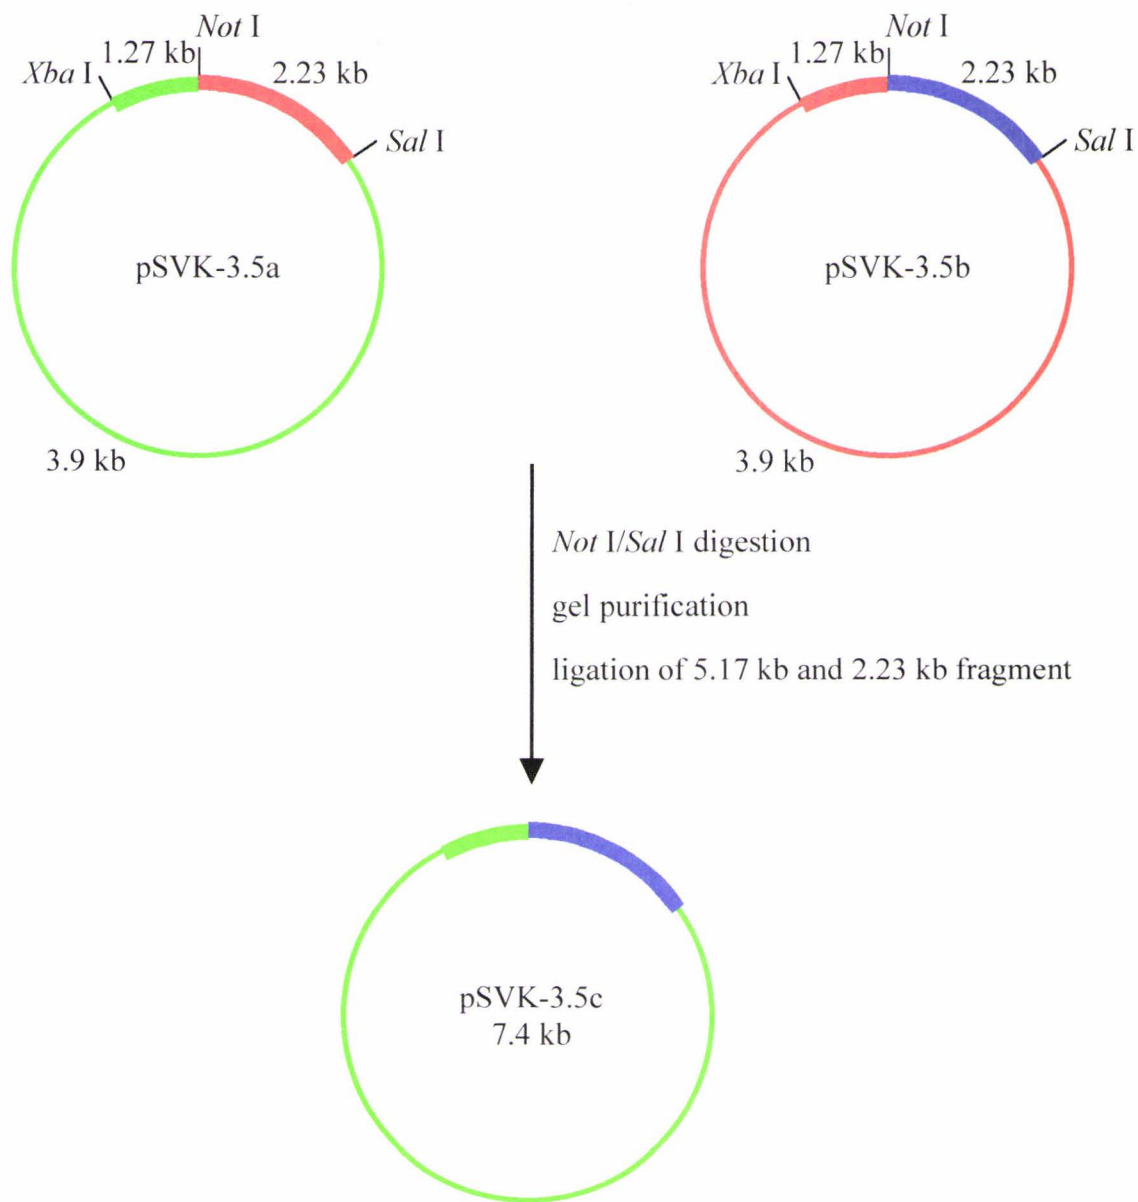 Not I
1.27 kb
2.23 kb
Xba I
Sal I
pSVK-3.5a
3.9 kb
Not I
1.27 kb
2.23 kb
Xba I
Sal I
pSVK-3.5b
3.9 kb
Not I/Sal I digestion
gel purification
ligation of 5.17 kb and 2.23 kb fragment
pSVK-3.5c
7.4 kb